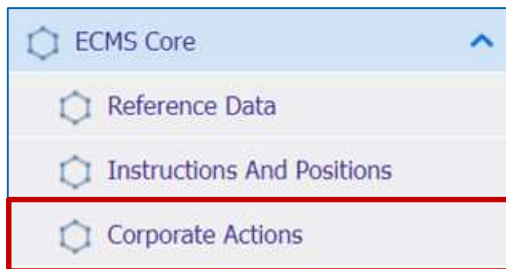 ECMS Core
Reference Data
Instructions And Positions
Corporate Actions